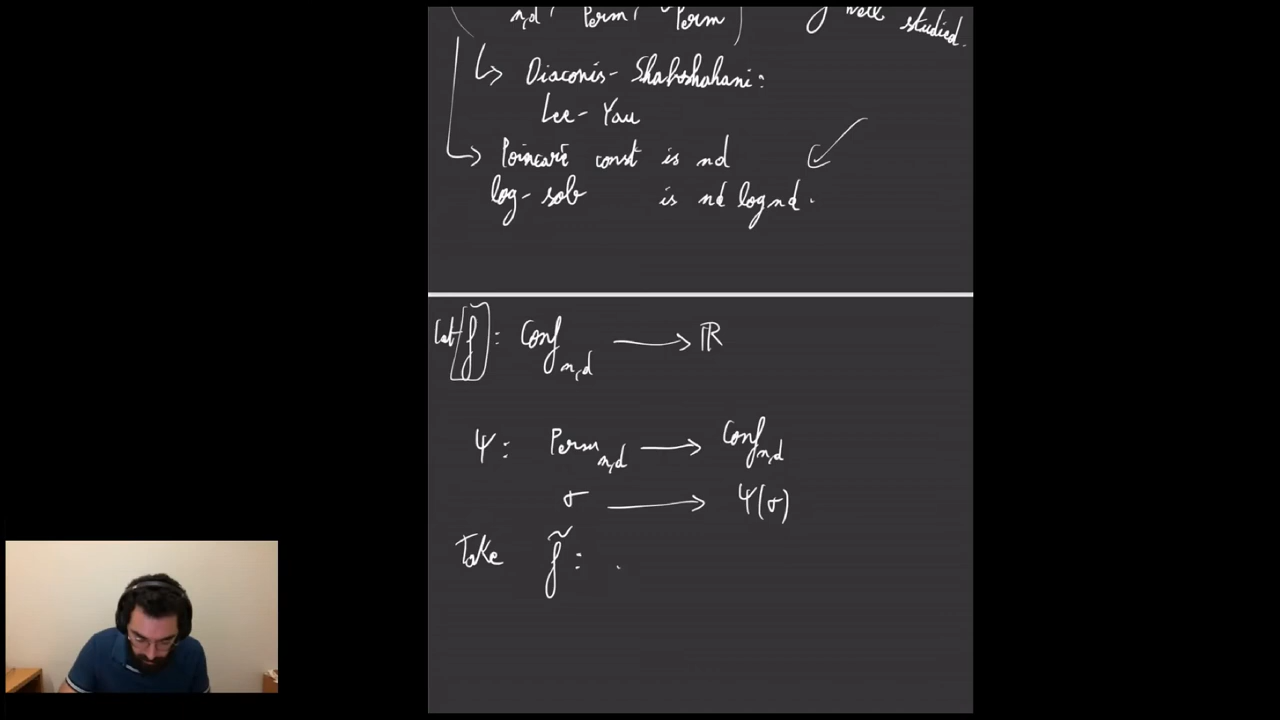 n,d , Perm, Perm) well studied.
↳ Diaconis - Shahshahani:
Lee - Yau
→ Poincaré const is nd
log-sob is nd log nd.
Let f̃ : Conf_{n,d} ⟶ ℝ
Ψ : Perm_{n,d} ⟶ Conf_{n,d}
σ ⟶ Ψ(σ)
Take f̃ : .